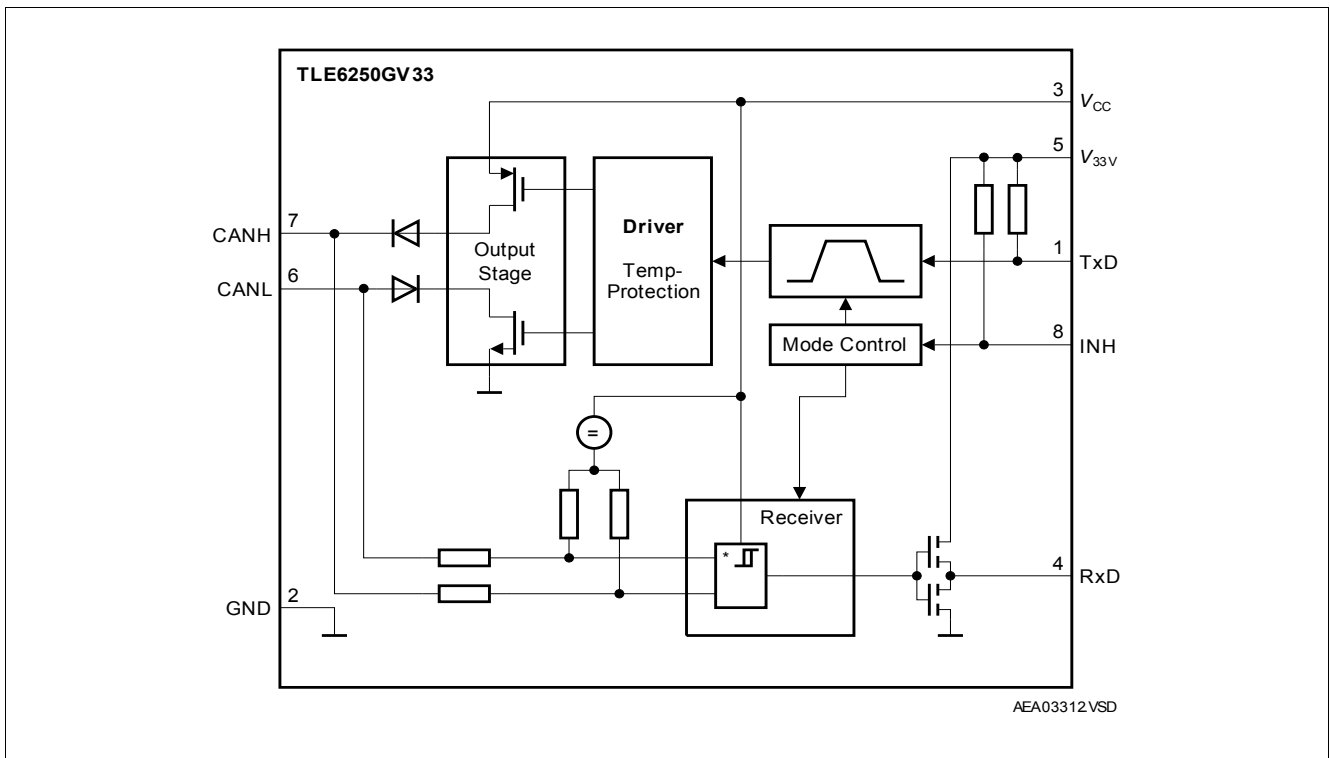 TLE6250GV33
3
VCC
5
V33V
7
CANH
Driver
Output
Stage
1
TxD
6
CANL
Temp-
Protection
Mode Control
8
INH
=
Receiver
*
4
RxD
2
GND
AEA03312.VSD